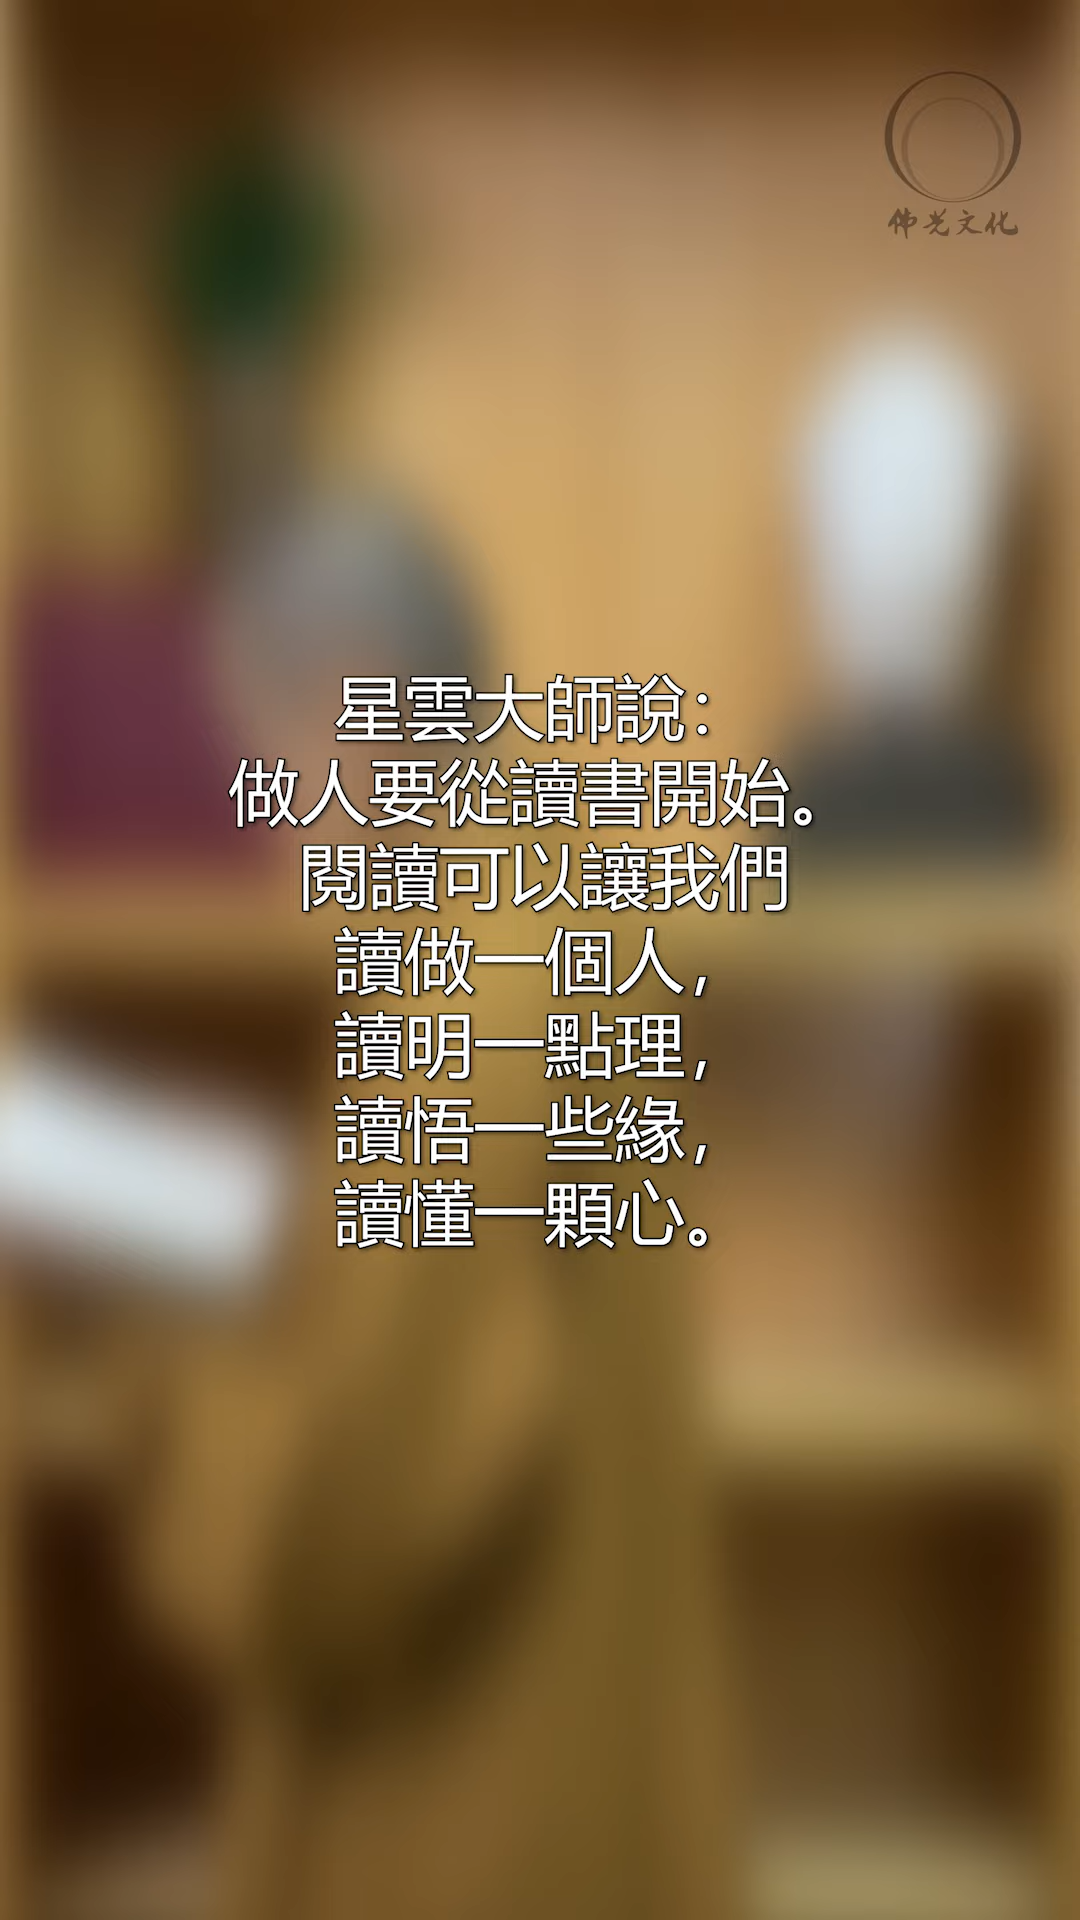 佛光文化
星雲大師說：
做人要從讀書開始。
閱讀可以讓我們
讀做一個人，
讀明一點理，
讀悟一些緣，
讀懂一顆心。